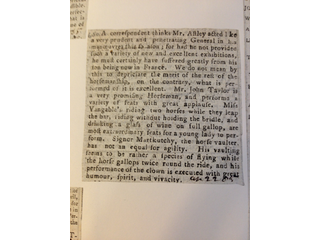 A correspondent thinks Mr. Astley acted like
a very prudent and penetrating General in his
manœuvres this season; for had he not provided
such a variety of new and excellent exhibitions,
he must certainly have suffered greatly from his
son being now in France. We do not mean by
this to depreciate the merit of the rest of the
horsemanship, on the contrary, what is per-
formed of it is excellent. Mr. John Taylor is
a very promising Horseman, and performs a
variety of feats with great applause. Miss
Vangable's riding two horses while they leap
the bar, riding without holding the bridle, and
drinking a glass of wine on full gallop, are
most extraordinary feats for a young lady to per-
form. Signor Markutchy, the horse vaulter,
has not an equal for agility. His vaulting
seems to be rather a species of flying while
the horse gallops twice round the ride, and his
performance of the clown is executed with great
humour, spirit, and vivacity.